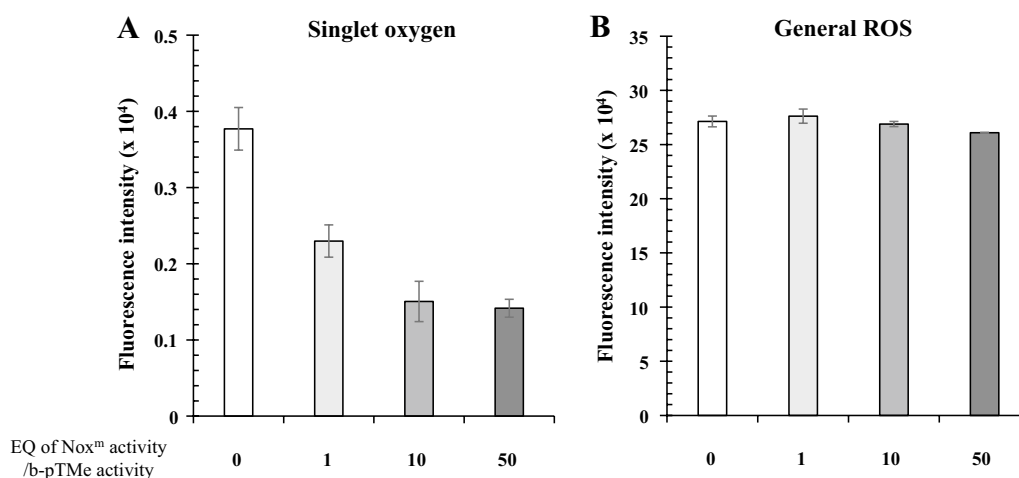 A
Singlet oxygen
0.5
0.4
0.3
0.2
0.1
0
Fluorescence intensity (x 10⁴)
B
General ROS
35
30
25
20
15
10
5
0
Fluorescence intensity (x 10⁴)
EQ of Noxᵐ activity
/b-pTMe activity
0 1 10 50
0 1 10 50